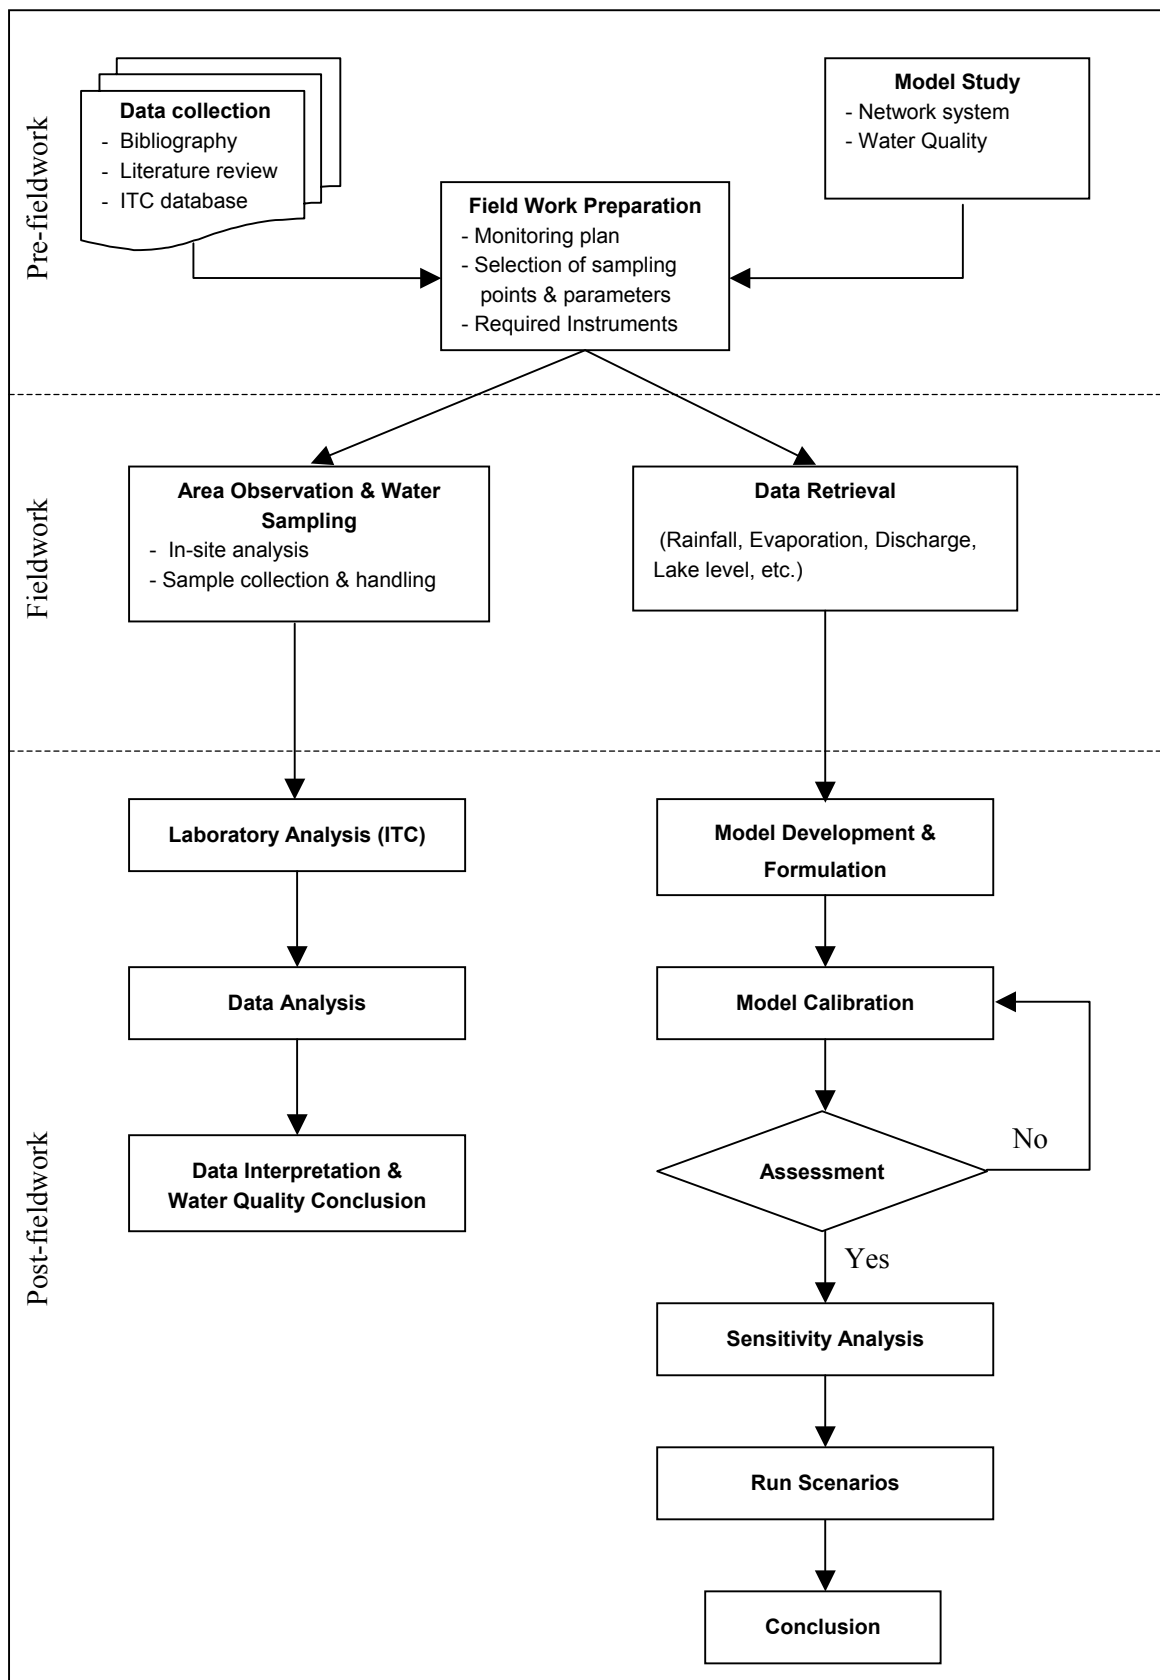 Pre-fieldwork
Data collection
- Bibliography
- Literature review
- ITC database
Model Study
- Network system
- Water Quality
Field Work Preparation
- Monitoring plan
- Selection of sampling
points & parameters
- Required Instruments
Fieldwork
Area Observation & Water
Sampling
- In-site analysis
- Sample collection & handling
Data Retrieval
(Rainfall, Evaporation, Discharge,
Lake level, etc.)
Post-fieldwork
Laboratory Analysis (ITC)
Data Analysis
Data Interpretation &
Water Quality Conclusion
Model Development &
Formulation
Model Calibration
Assessment
No
Yes
Sensitivity Analysis
Run Scenarios
Conclusion